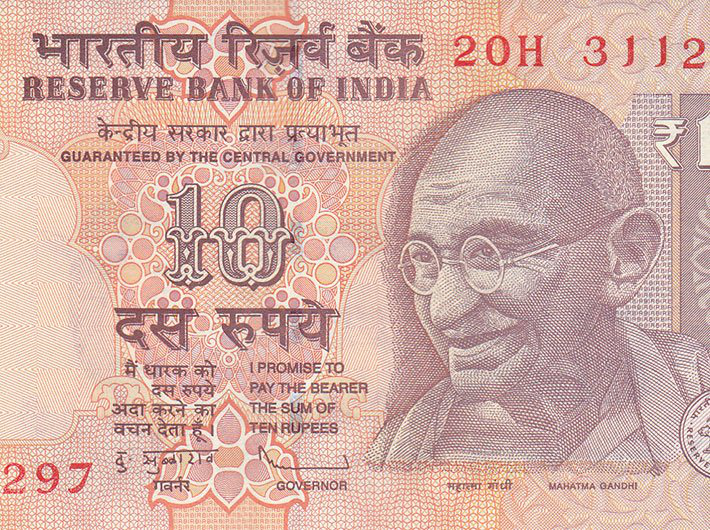 भारतीय रिज़र्व बैंक
20H 3112
RESERVE BANK OF INDIA
केन्द्रीय सरकार द्वारा प्रत्याभूत
GUARANTEED BY THE CENTRAL GOVERNMENT
₹1
10
दस रुपये
मैं धारक को
दस रुपये
अदा करने का
वचन देता हूँ।
I PROMISE TO
PAY THE BEARER
THE SUM OF
TEN RUPEES
297
गवर्नर
GOVERNOR
महात्मा गांधी
MAHATMA GANDHI